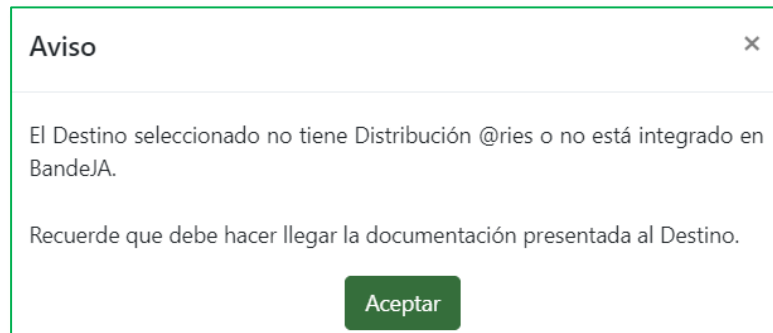 Aviso
×
El Destino seleccionado no tiene Distribución @ries o no está integrado en
BandeJA.
Recuerde que debe hacer llegar la documentación presentada al Destino.
Aceptar